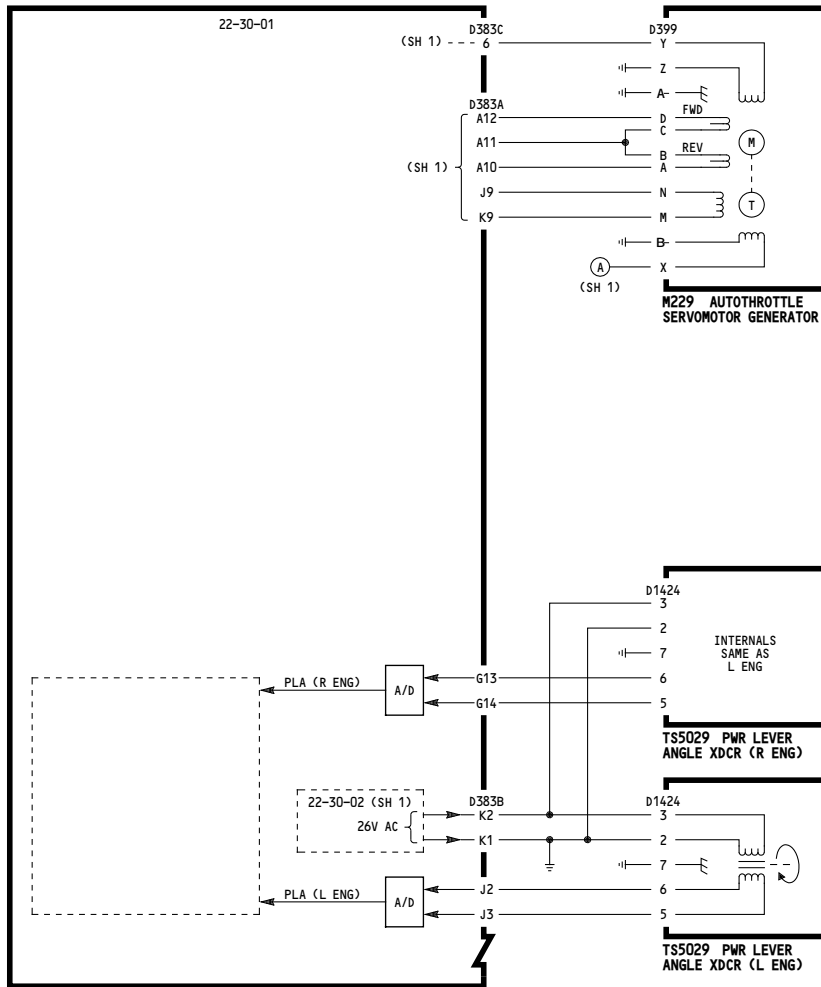 22-30-01
D383C
D399
(SH 1)
6
Y
Z
A
D383A
A12
D
FWD
C
A11
(SH 1)
B
REV
M
A10
A
J9
N
T
K9
M
B
A
X
(SH 1)
M229 AUTOTHROTTLE
SERVOMOTOR GENERATOR
D1424
3
2
INTERNALS
SAME AS
L ENG
7
PLA (R ENG)
A/D
G13
6
G14
5
TS5029 PWR LEVER
ANGLE XDCR (R ENG)
22-30-02 (SH 1)
D383B
D1424
26V AC
K2
3
K1
2
7
PLA (L ENG)
A/D
J2
6
J3
5
TS5029 PWR LEVER
ANGLE XDCR (L ENG)